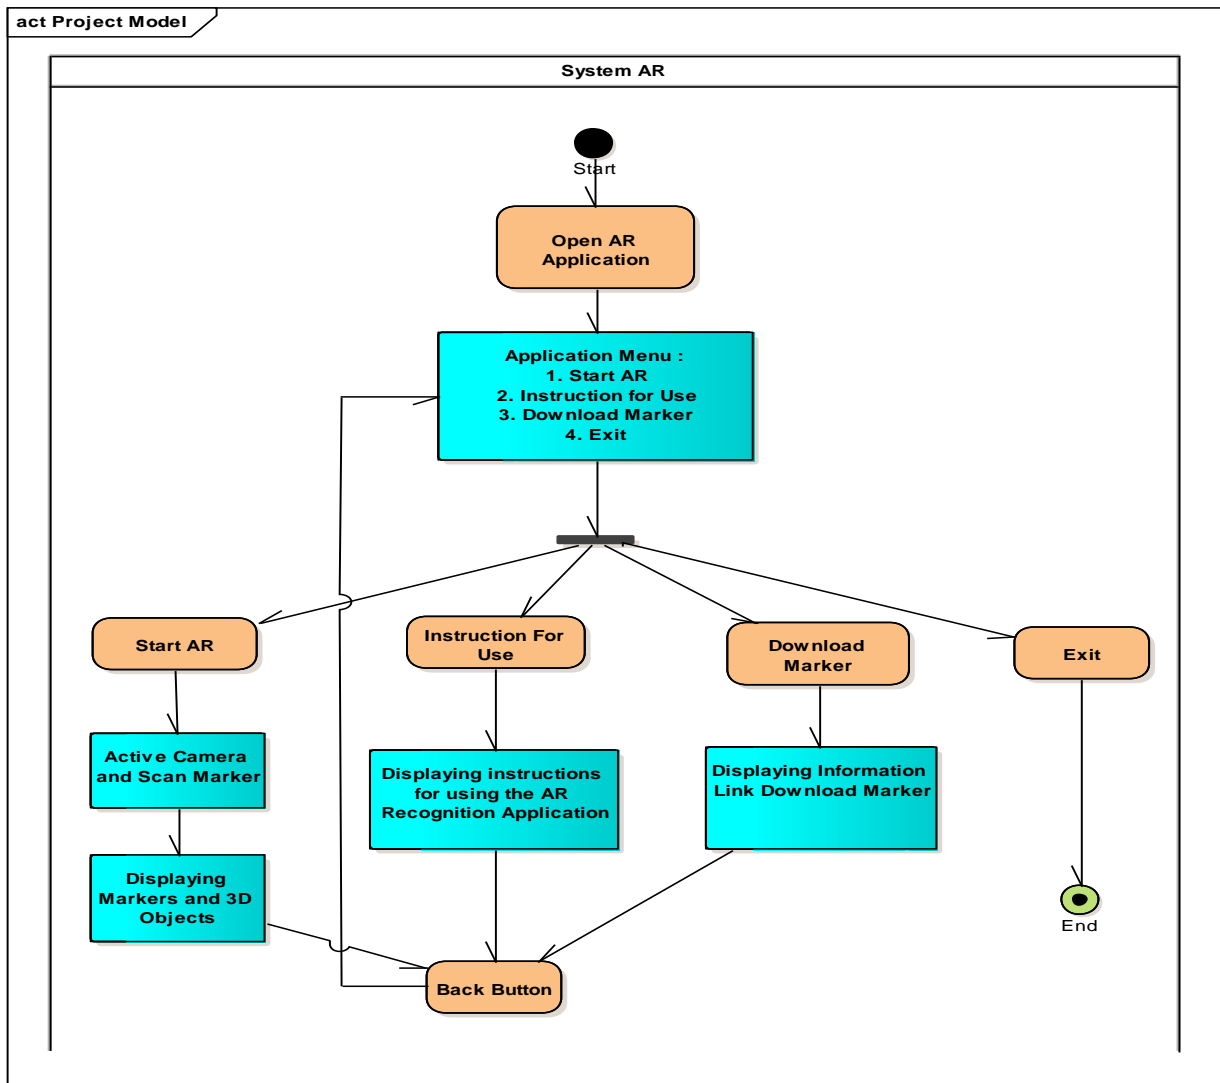 act Project Model
System AR
Start
Open AR
Application
Application Menu :
1. Start AR
2. Instruction for Use
3. Download Marker
4. Exit
Start AR
Instruction For
Use
Download
Marker
Exit
Active Camera
and Scan Marker
Displaying instructions
for using the AR
Recognition Application
Displaying Information
Link Download Marker
Displaying
Markers and 3D
Objects
End
Back Button